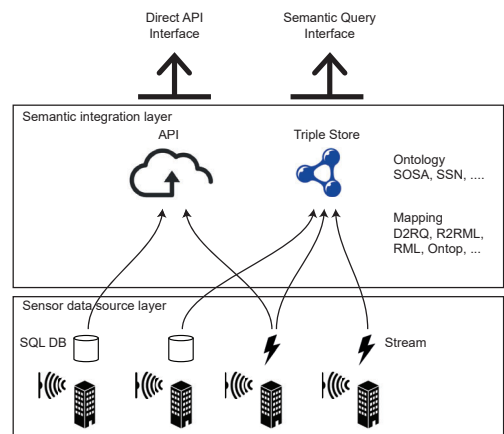 Direct API
Interface
Semantic Query
Interface
Semantic integration layer
API
Triple Store
Ontology
SOSA, SSN, ....
Mapping
D2RQ, R2RML,
RML, Ontop, ...
Sensor data source layer
SQL DB
Stream